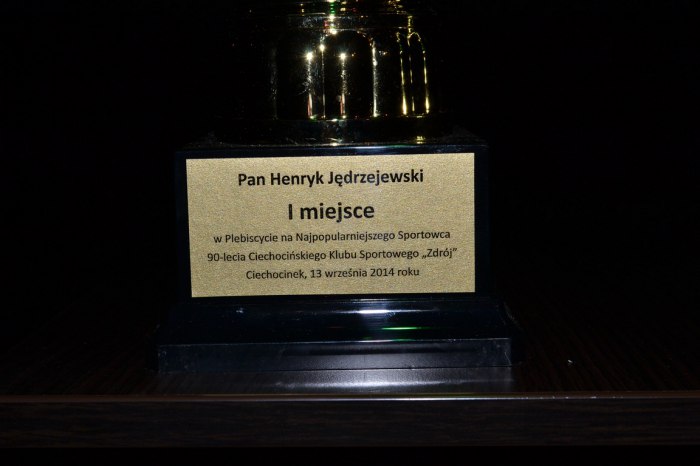 Pan Henryk Jędrzejewski
I miejsce
w Plebiscycie na Najpopularniejszego Sportowca
90-lecia Ciechocińskiego Klubu Sportowego „Zdrój”
Ciechocinek, 13 września 2014 roku